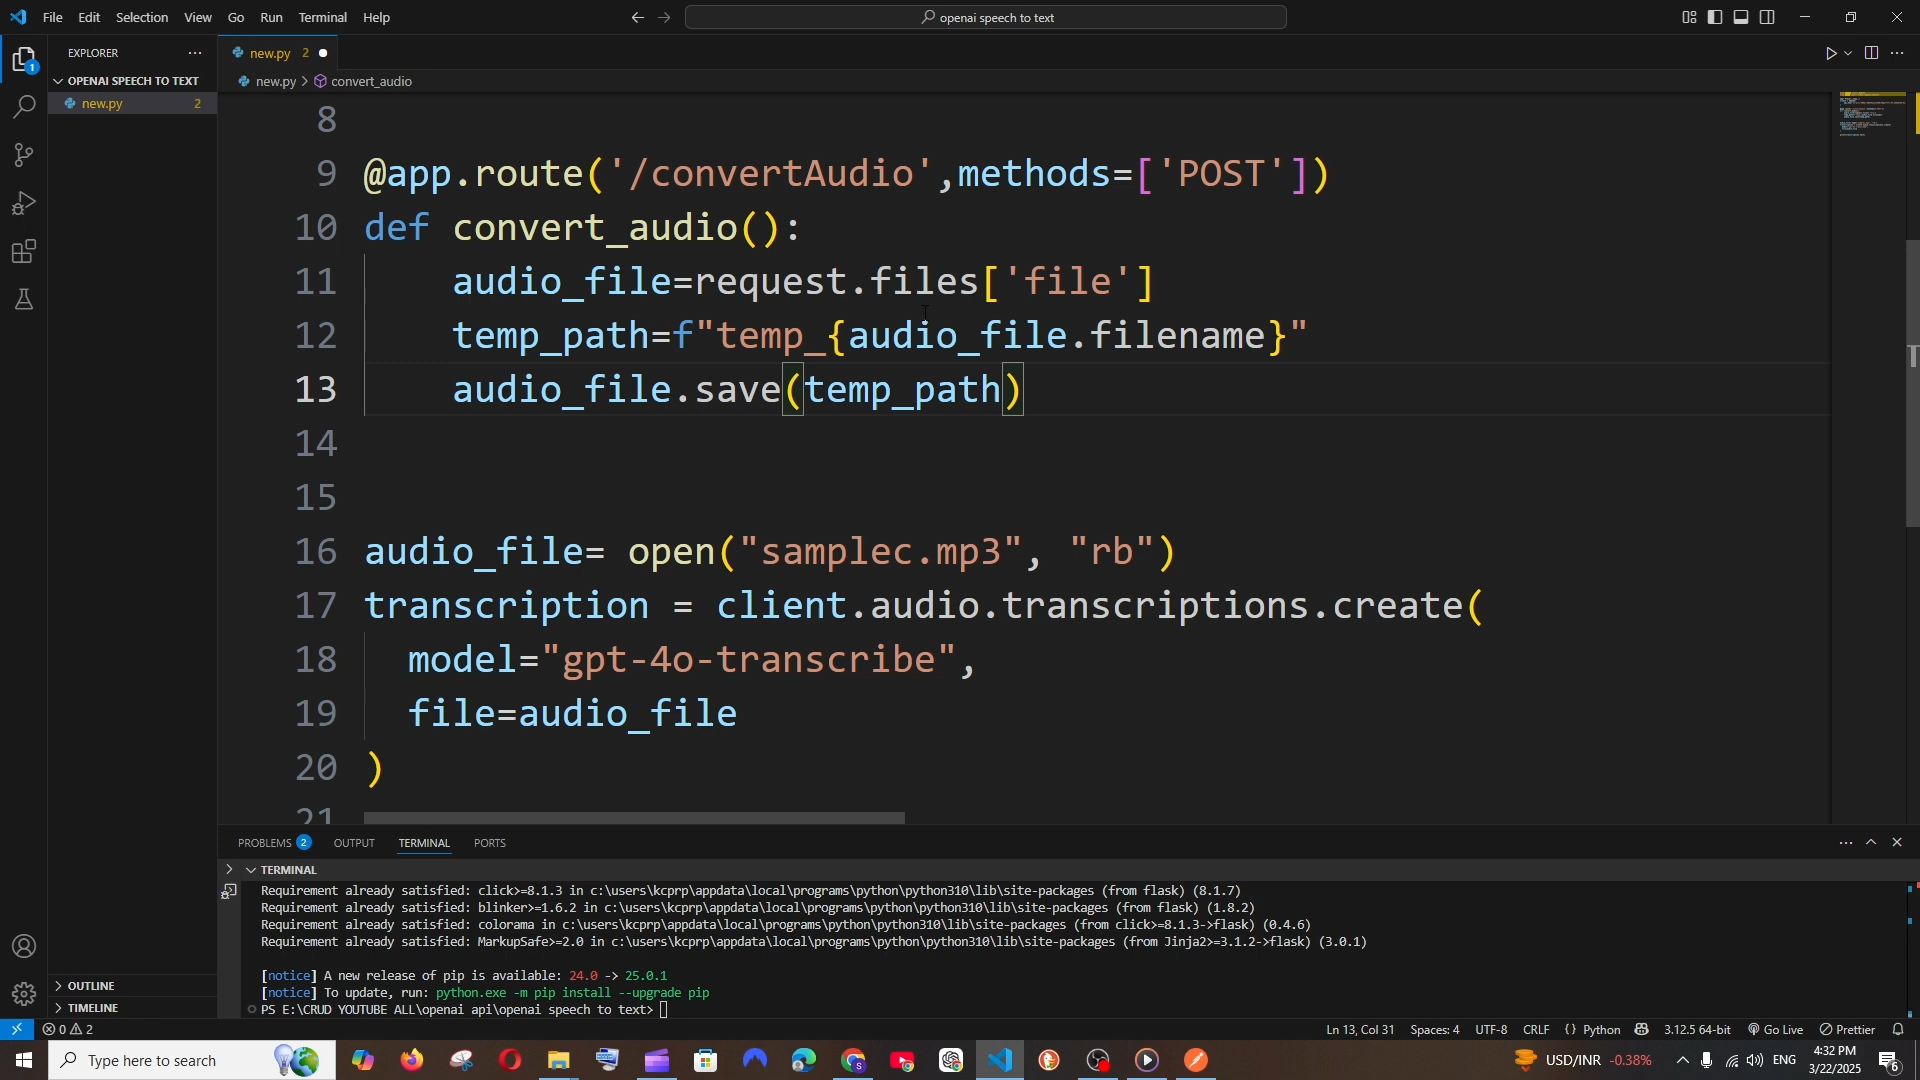 File Edit Selection View Go Run Terminal Help
openai speech to text
EXPLORER
OPENAI SPEECH TO TEXT
new.py 2
new.py 2
new.py > convert_audio
8
9 @app.route('/convertAudio',methods=['POST'])
10 def convert_audio():
11 audio_file=request.files['file']
12 temp_path=f"temp_{audio_file.filename}"
13 audio_file.save(temp_path)
14
15
16 audio_file= open("samplec.mp3", "rb")
17 transcription = client.audio.transcriptions.create(
18 model="gpt-4o-transcribe",
19 file=audio_file
20 )
21
PROBLEMS 2 OUTPUT TERMINAL PORTS
TERMINAL
Requirement already satisfied: click>=8.1.3 in c:\users\kcprp\appdata\local\programs\python\python310\lib\site-packages (from flask) (8.1.7)
Requirement already satisfied: blinker>=1.6.2 in c:\users\kcprp\appdata\local\programs\python\python310\lib\site-packages (from flask) (1.8.2)
Requirement already satisfied: colorama in c:\users\kcprp\appdata\local\programs\python\python310\lib\site-packages (from click>=8.1.3->flask) (0.4.6)
Requirement already satisfied: MarkupSafe>=2.0 in c:\users\kcprp\appdata\local\programs\python\python310\lib\site-packages (from Jinja2>=3.1.2->flask) (3.0.1)
[notice] A new release of pip is available: 24.0 -> 25.0.1
[notice] To update, run: python.exe -m pip install --upgrade pip
PS E:\CRUD YOUTUBE ALL\openai api\openai speech to text>
OUTLINE
TIMELINE
0 2
Ln 13, Col 31 Spaces: 4 UTF-8 CRLF {} Python 3.12.5 64-bit Go Live Prettier
Type here to search
USD/INR -0.38%
ENG
4:32 PM
3/22/2025
6